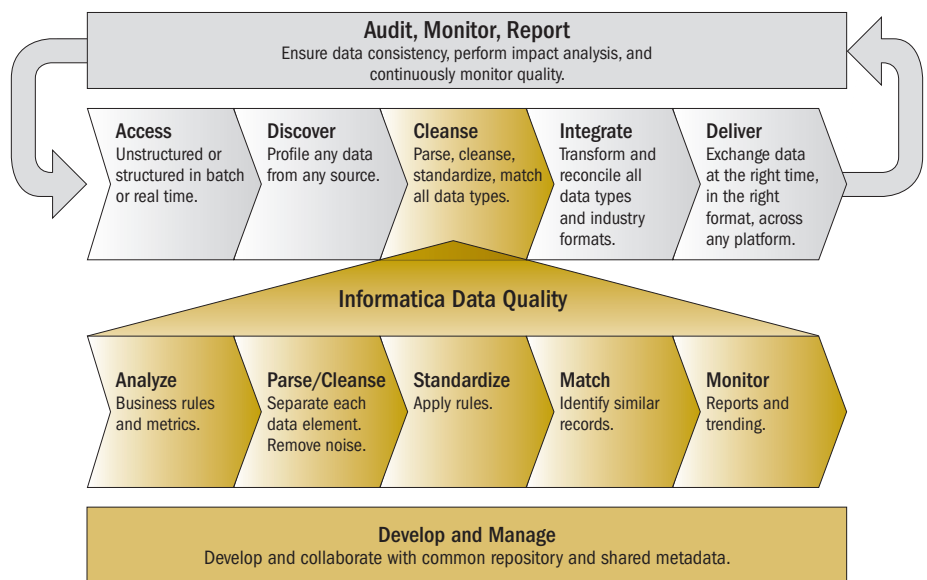 Audit, Monitor, Report
Ensure data consistency, perform impact analysis, and
continuously monitor quality.
Access
Unstructured or
structured in batch
or real time.
Discover
Profile any data
from any source.
Cleanse
Parse, cleanse,
standardize, match
all data types.
Integrate
Transform and
reconcile all
data types
and industry
formats.
Deliver
Exchange data
at the right time,
in the right
format, across
any platform.
Informatica Data Quality
Analyze
Business rules
and metrics.
Parse/Cleanse
Separate each
data element.
Remove noise.
Standardize
Apply rules.
Match
Identify similar
records.
Monitor
Reports and
trending.
Develop and Manage
Develop and collaborate with common repository and shared metadata.